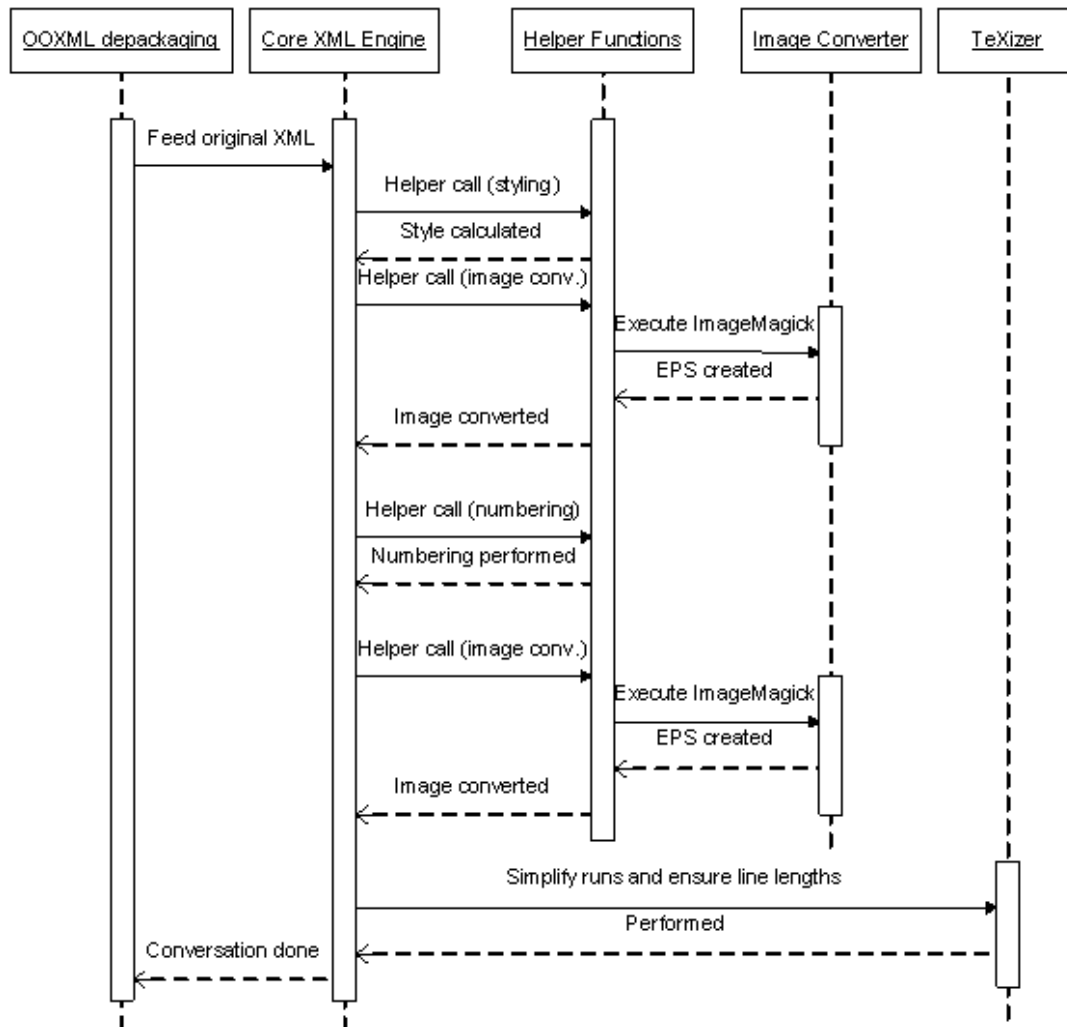 OOXML depackaging
Core XML Engine
Helper Functions
Image Converter
TeXizer
Feed original XML
Helper call (styling)
Style calculated
Helper call (image conv.)
Execute ImageMagick
EPS created
Image converted
Helper call (numbering)
Numbering performed
Helper call (image conv.)
Execute ImageMagick
EPS created
Image converted
Simplify runs and ensure line lengths
Performed
Conversation done